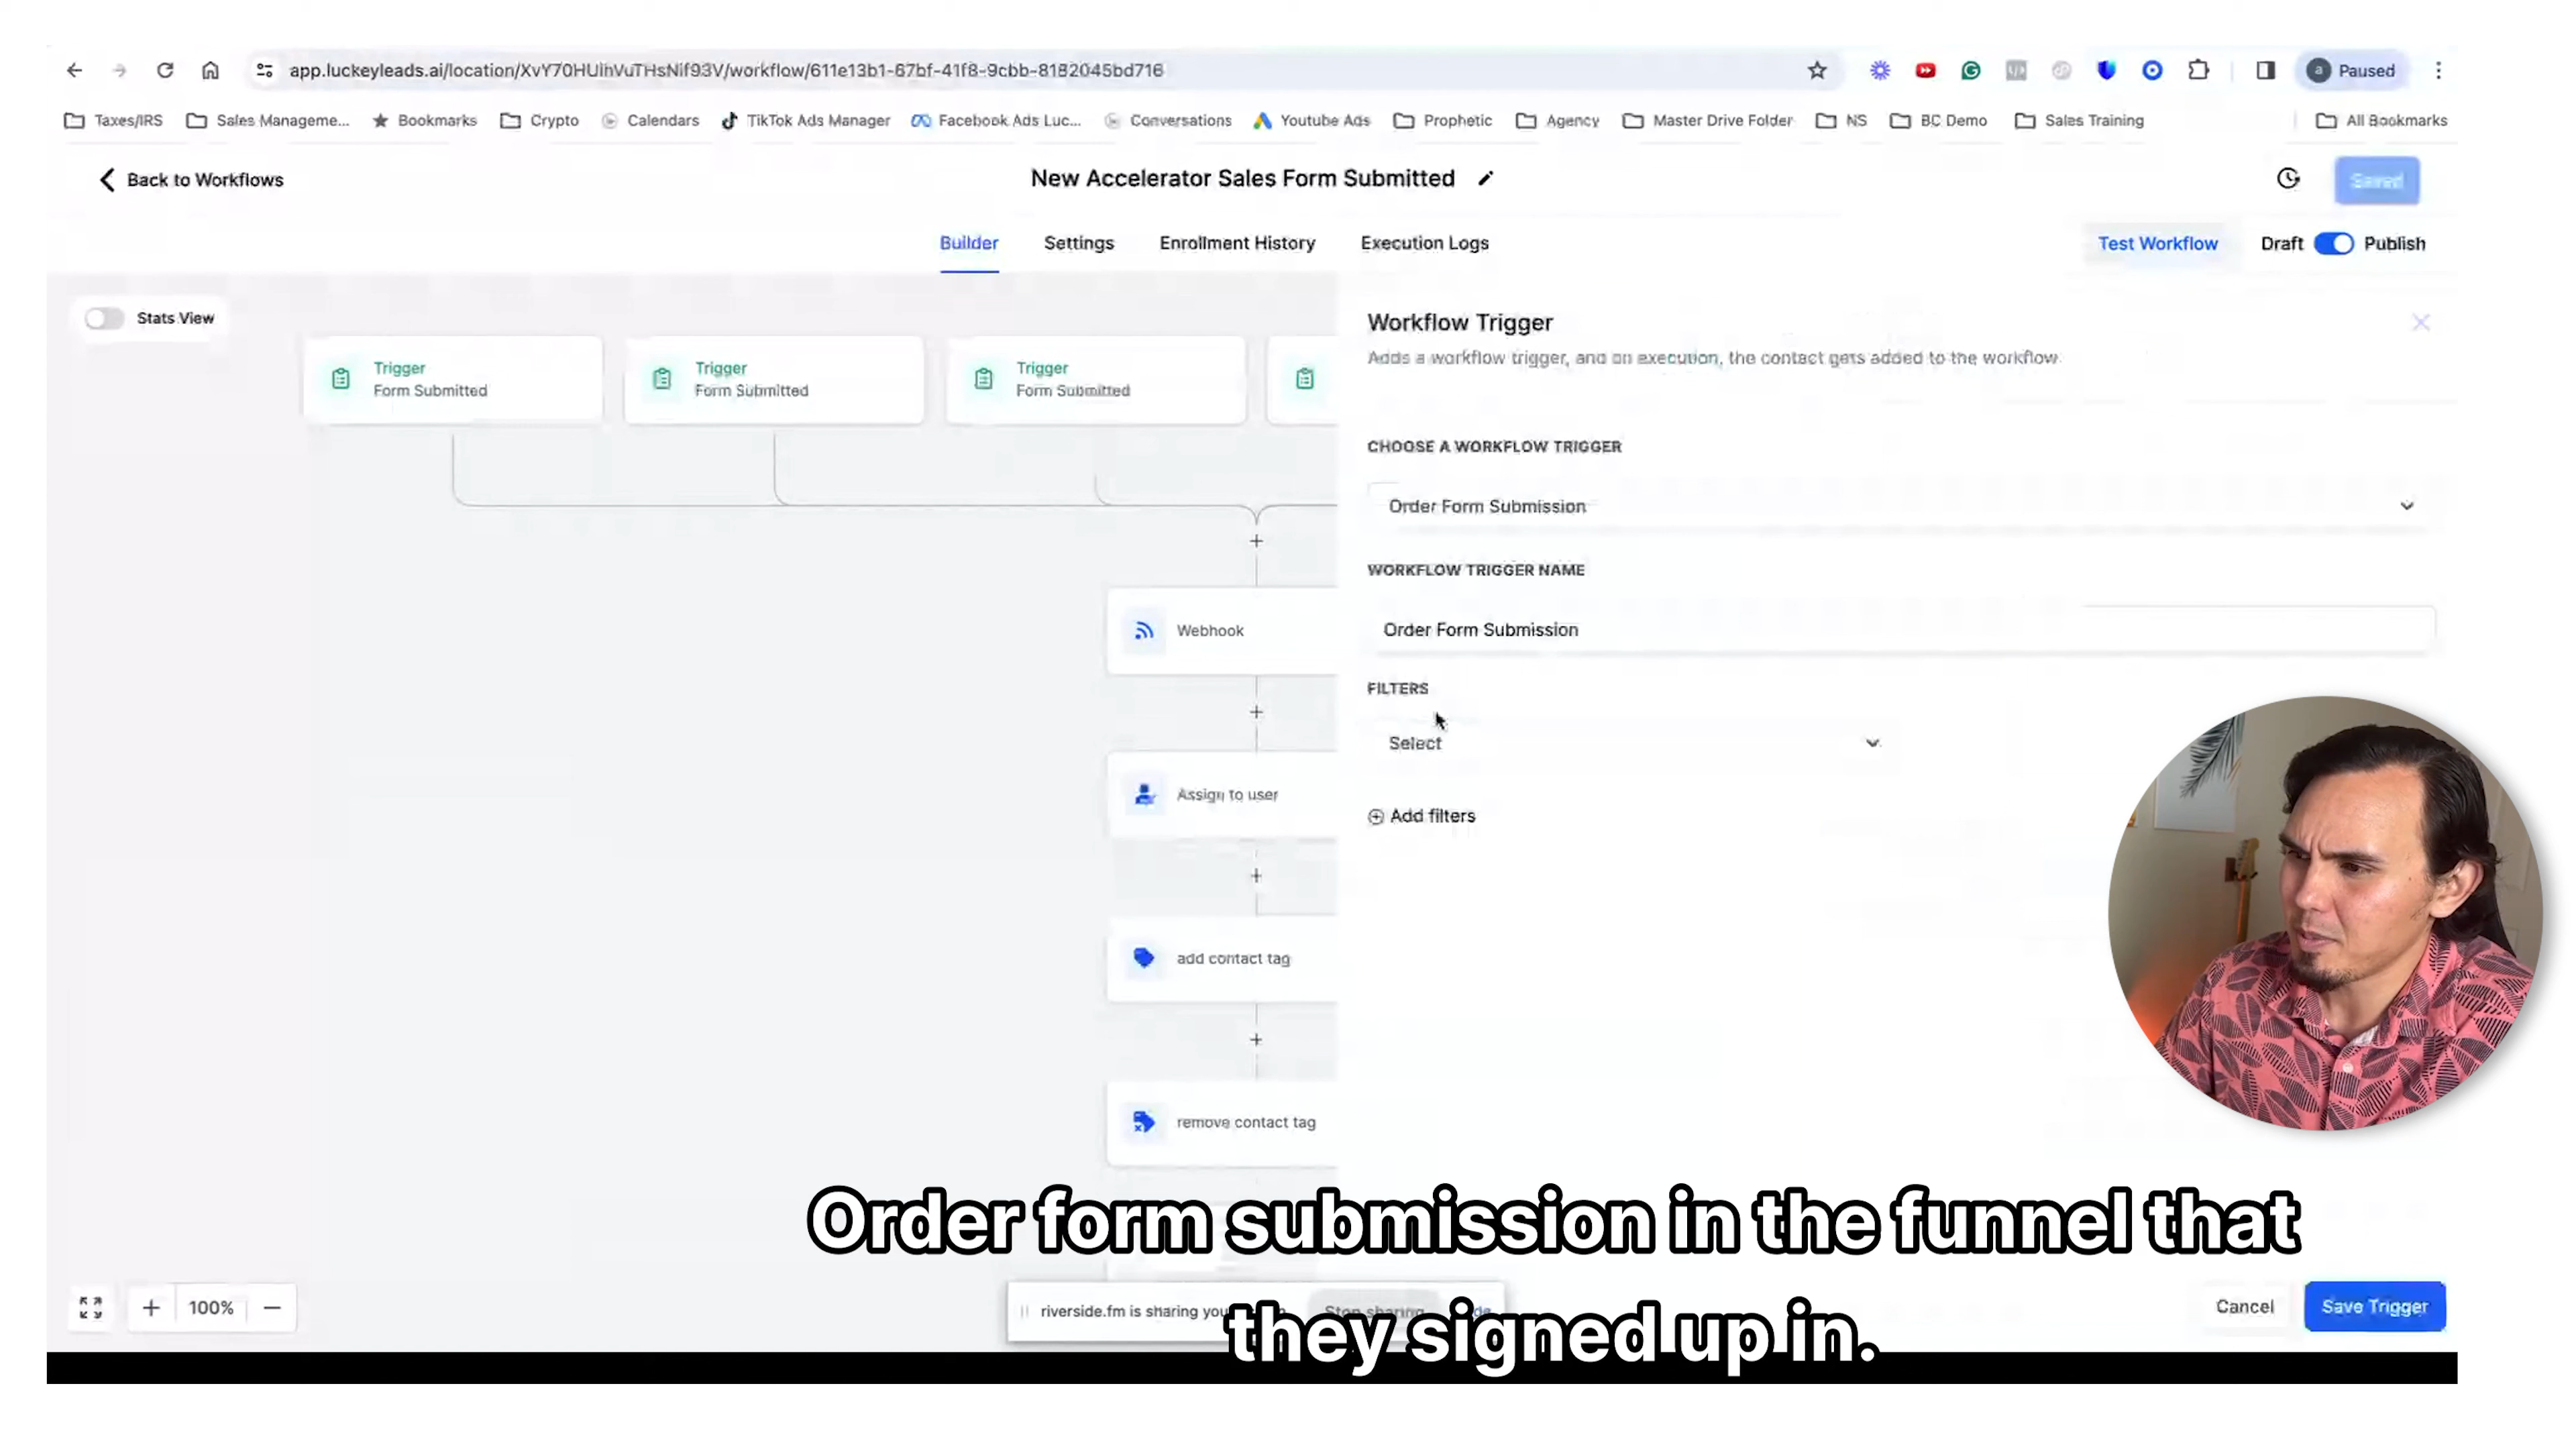 app.luckeyleads.ai/location/XvY70HUlhVuTHsNif93V/workflow/611e13b1-67bf-41f8-9cbb-8182045bd716
a Paused
Taxes/IRS Sales Manageme... Bookmarks Crypto Calendars TikTok Ads Manager Facebook Ads Luc... Conversations Youtube Ads Prophetic Agency Master Drive Folder NS BC Demo Sales Training All Bookmarks
Back to Workflows New Accelerator Sales Form Submitted Saved
Builder Settings Enrollment History Execution Logs Test Workflow Draft Publish
Stats View
Trigger
Form Submitted
Trigger
Form Submitted
Trigger
Form Submitted
Webhook
Assign to user
add contact tag
remove contact tag
Workflow Trigger
Adds a workflow trigger, and on execution, the contact gets added to the workflow
CHOOSE A WORKFLOW TRIGGER
Order Form Submission
WORKFLOW TRIGGER NAME
Order Form Submission
FILTERS
Select
Add filters
Order form submission in the funnel that
they signed up in.
100%
riverside.fm is sharing you
Stop sharing
Cancel Save Trigger